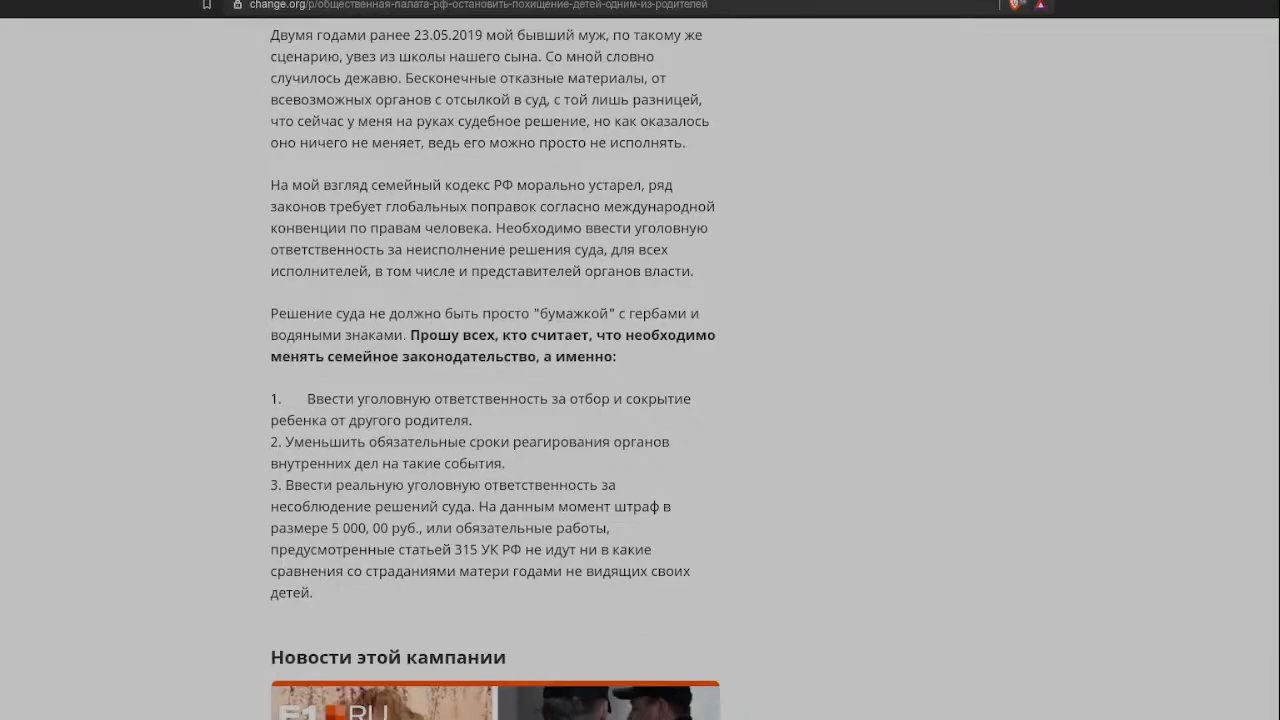 change.org/p/общественная-палата-рф-остановить-похищение-детей-одним-из-родителей
Двумя годами ранее 23.05.2019 мой бывший муж, по такому же
сценарию, увез из школы нашего сына. Со мной словно
случилось дежавю. Бесконечные отказные материалы, от
всевозможных органов с отсылкой в суд, с той лишь разницей,
что сейчас у меня на руках судебное решение, но как оказалось
оно ничего не меняет, ведь его можно просто не исполнять.
На мой взгляд семейный кодекс РФ морально устарел, ряд
законов требует глобальных поправок согласно международной
конвенции по правам человека. Необходимо ввести уголовную
ответственность за неисполнение решения суда, для всех
исполнителей, в том числе и представителей органов власти.
Решение суда не должно быть просто "бумажкой" с гербами и
водяными знаками. Прошу всех, кто считает, что необходимо
менять семейное законодательство, а именно:
1. Ввести уголовную ответственность за отбор и сокрытие
ребенка от другого родителя.
2. Уменьшить обязательные сроки реагирования органов
внутренних дел на такие события.
3. Ввести реальную уголовную ответственность за
несоблюдение решений суда. На данным момент штраф в
размере 5 000, 00 руб., или обязательные работы,
предусмотренные статьей 315 УК РФ не идут ни в какие
сравнения со страданиями матери годами не видящих своих
детей.
Новости этой кампании
E1 RU